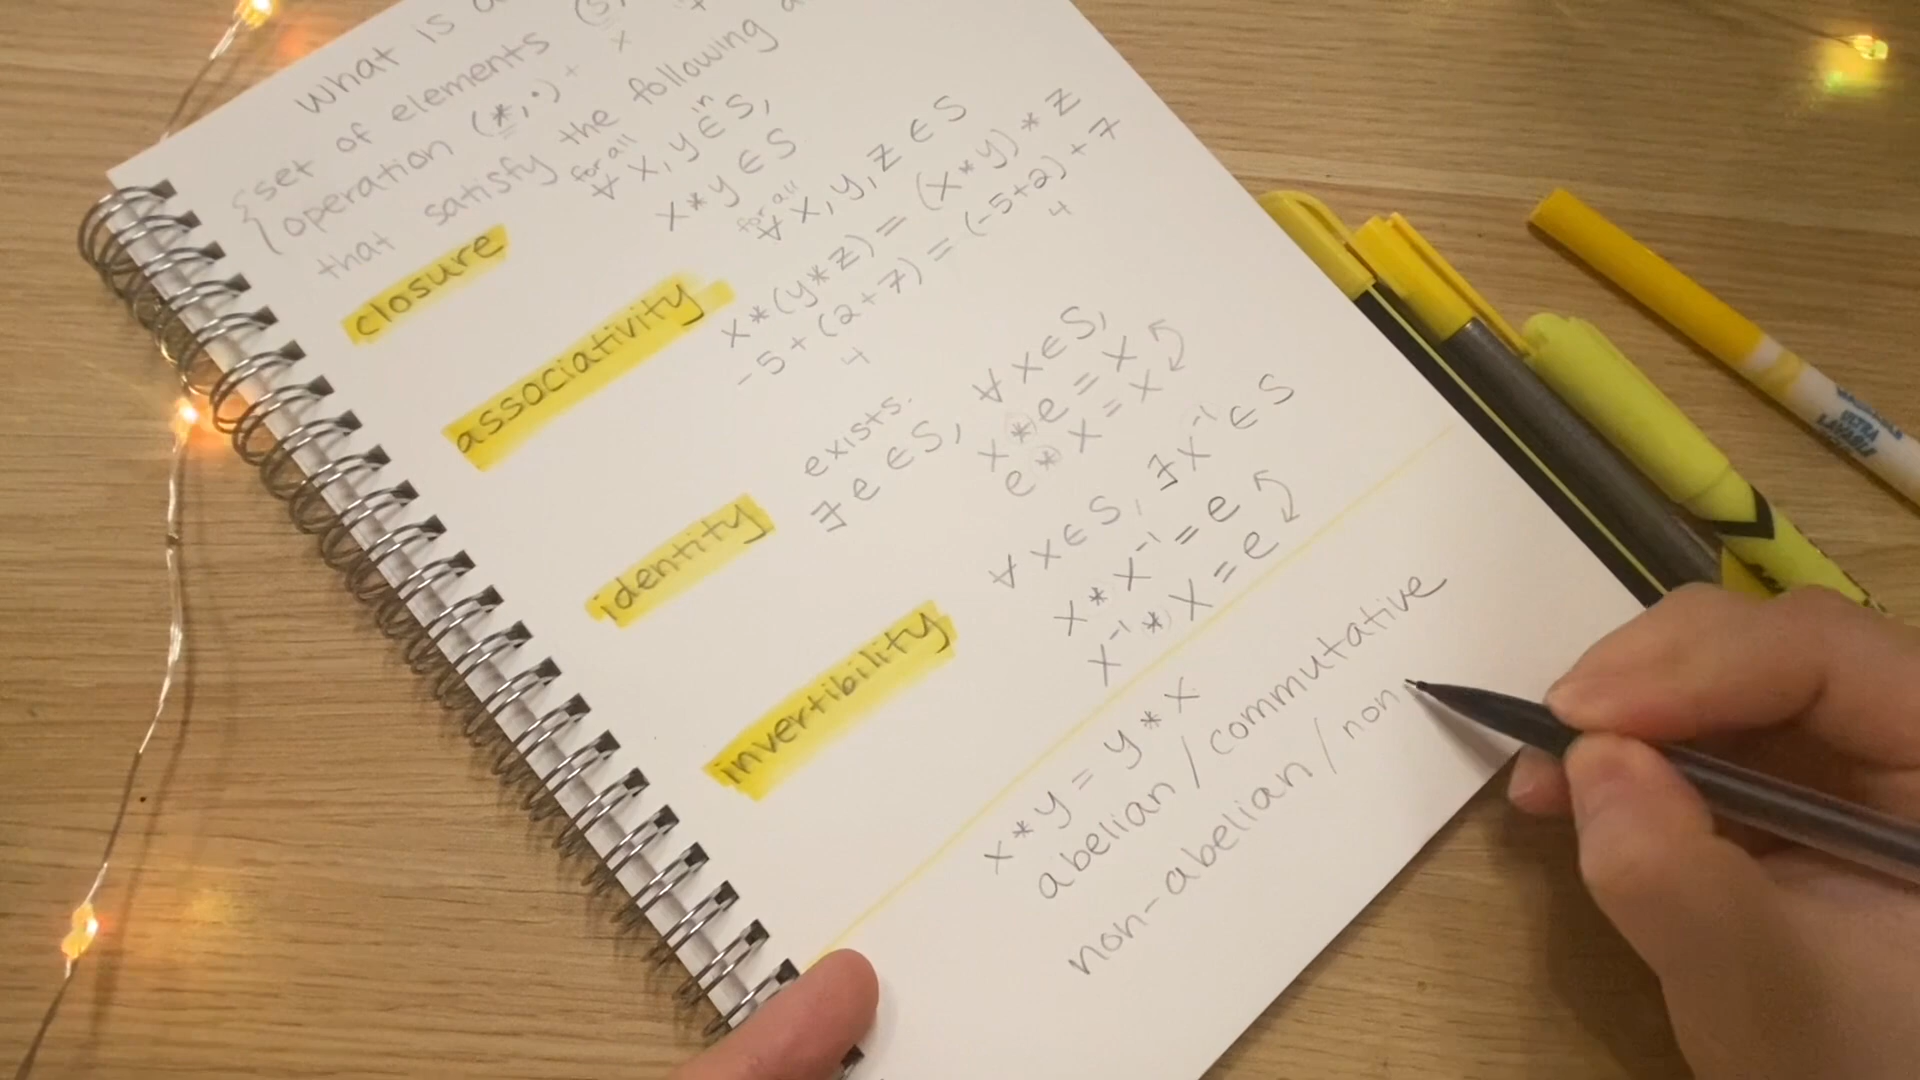 What is a
{ set of elements (S,
operation (*,·) + x
that satisfy the following a
closure
for all in
∀ x, y ∈ S,
x * y ∈ S
associativity
for all
∀ x, y, z ∈ S
x * (y * z) = (x * y) * z
-5 + (2 + 7) = (-5+2) + 7
4 4
identity
exists.
∃ e ∈ S, ∀ x ∈ S,
x * e = x
e * x = x
invertibility
∀ x ∈ S, ∃ x⁻¹ ∈ S
x * x⁻¹ = e
x⁻¹ * x = e
x * y = y * x
abelian / commutative
non-abelian / non